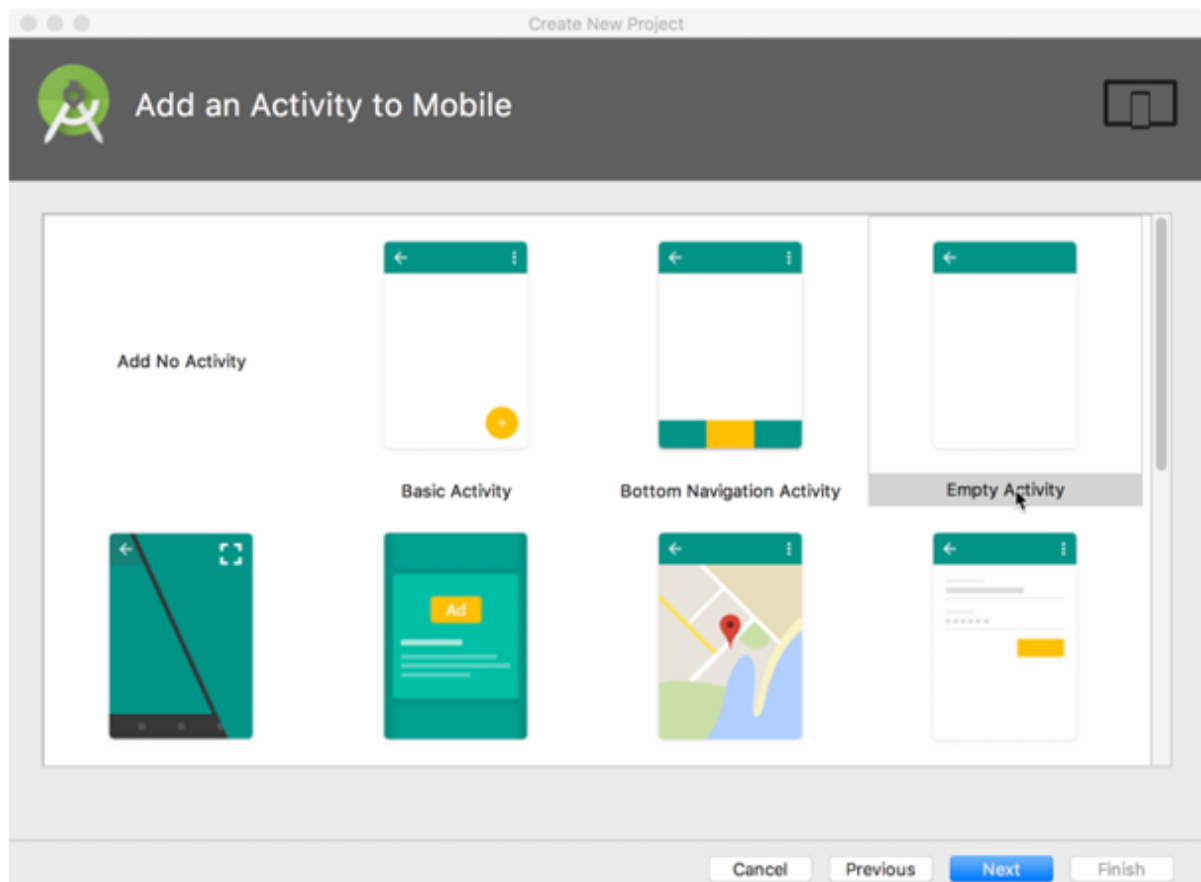 Create New Project
Add an Activity to Mobile
Add No Activity
Basic Activity
Bottom Navigation Activity
Empty Activity
Ad
Cancel
Previous
Next
Finish